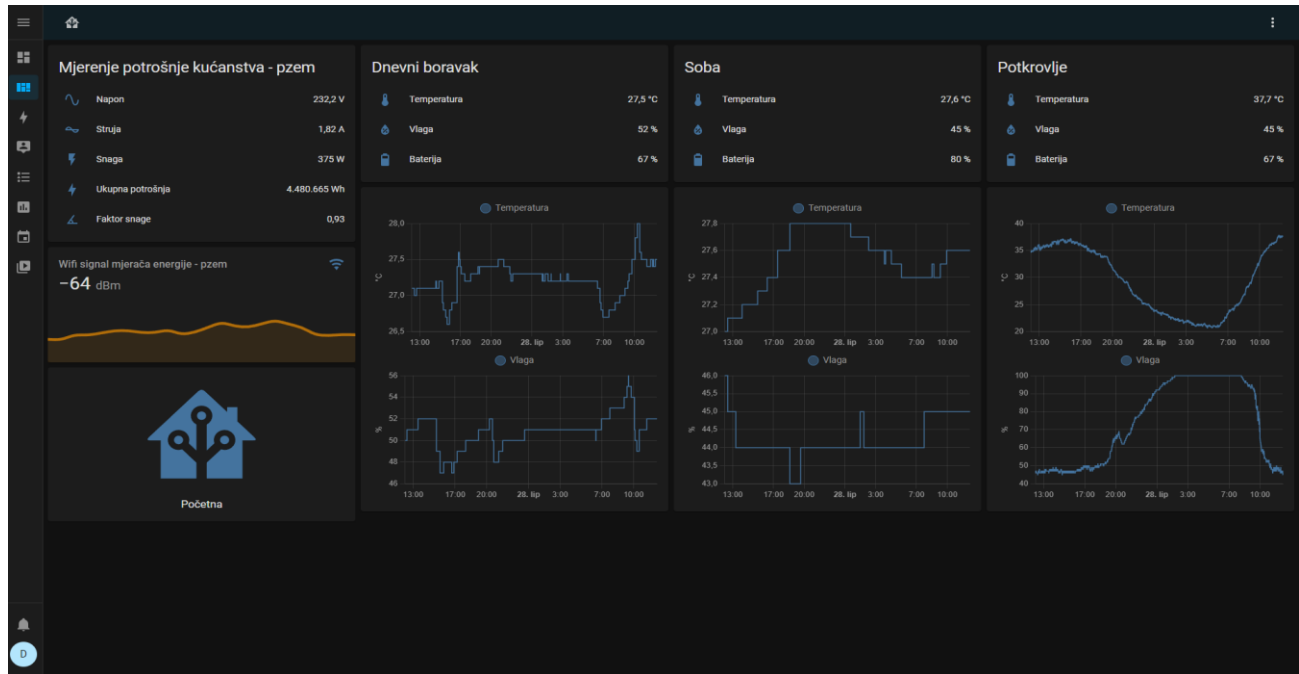 Mjerenje potrošnje kućanstva - pzem
Napon 232,2 V
Struja 1,82 A
Snaga 375 W
Ukupna potrošnja 4.480.665 Wh
Faktor snage 0,93
Wifi signal mjerača energije - pzem
-64 dBm
Početna
Dnevni boravak
Temperatura 27,5 °C
Vlaga 52 %
Baterija 67 %
Temperatura
28,0
27,5
27,0
26,5
°C
13:00 17:00 20:00 28. lip 3:00 7:00 10:00
Vlaga
56
54
52
50
48
46
%
13:00 17:00 20:00 28. lip 3:00 7:00 10:00
Soba
Temperatura 27,6 °C
Vlaga 45 %
Baterija 80 %
Temperatura
27,8
27,6
27,4
27,2
27,0
°C
13:00 17:00 20:00 28. lip 3:00 7:00 10:00
Vlaga
46,0
45,5
45,0
44,5
44,0
43,5
43,0
%
13:00 17:00 20:00 28. lip 3:00 7:00 10:00
Potkrovlje
Temperatura 37,7 °C
Vlaga 45 %
Baterija 67 %
Temperatura
40
35
30
25
20
°C
13:00 17:00 20:00 28. lip 3:00 7:00 10:00
Vlaga
100
90
80
70
60
50
40
%
13:00 17:00 20:00 28. lip 3:00 7:00 10:00
D